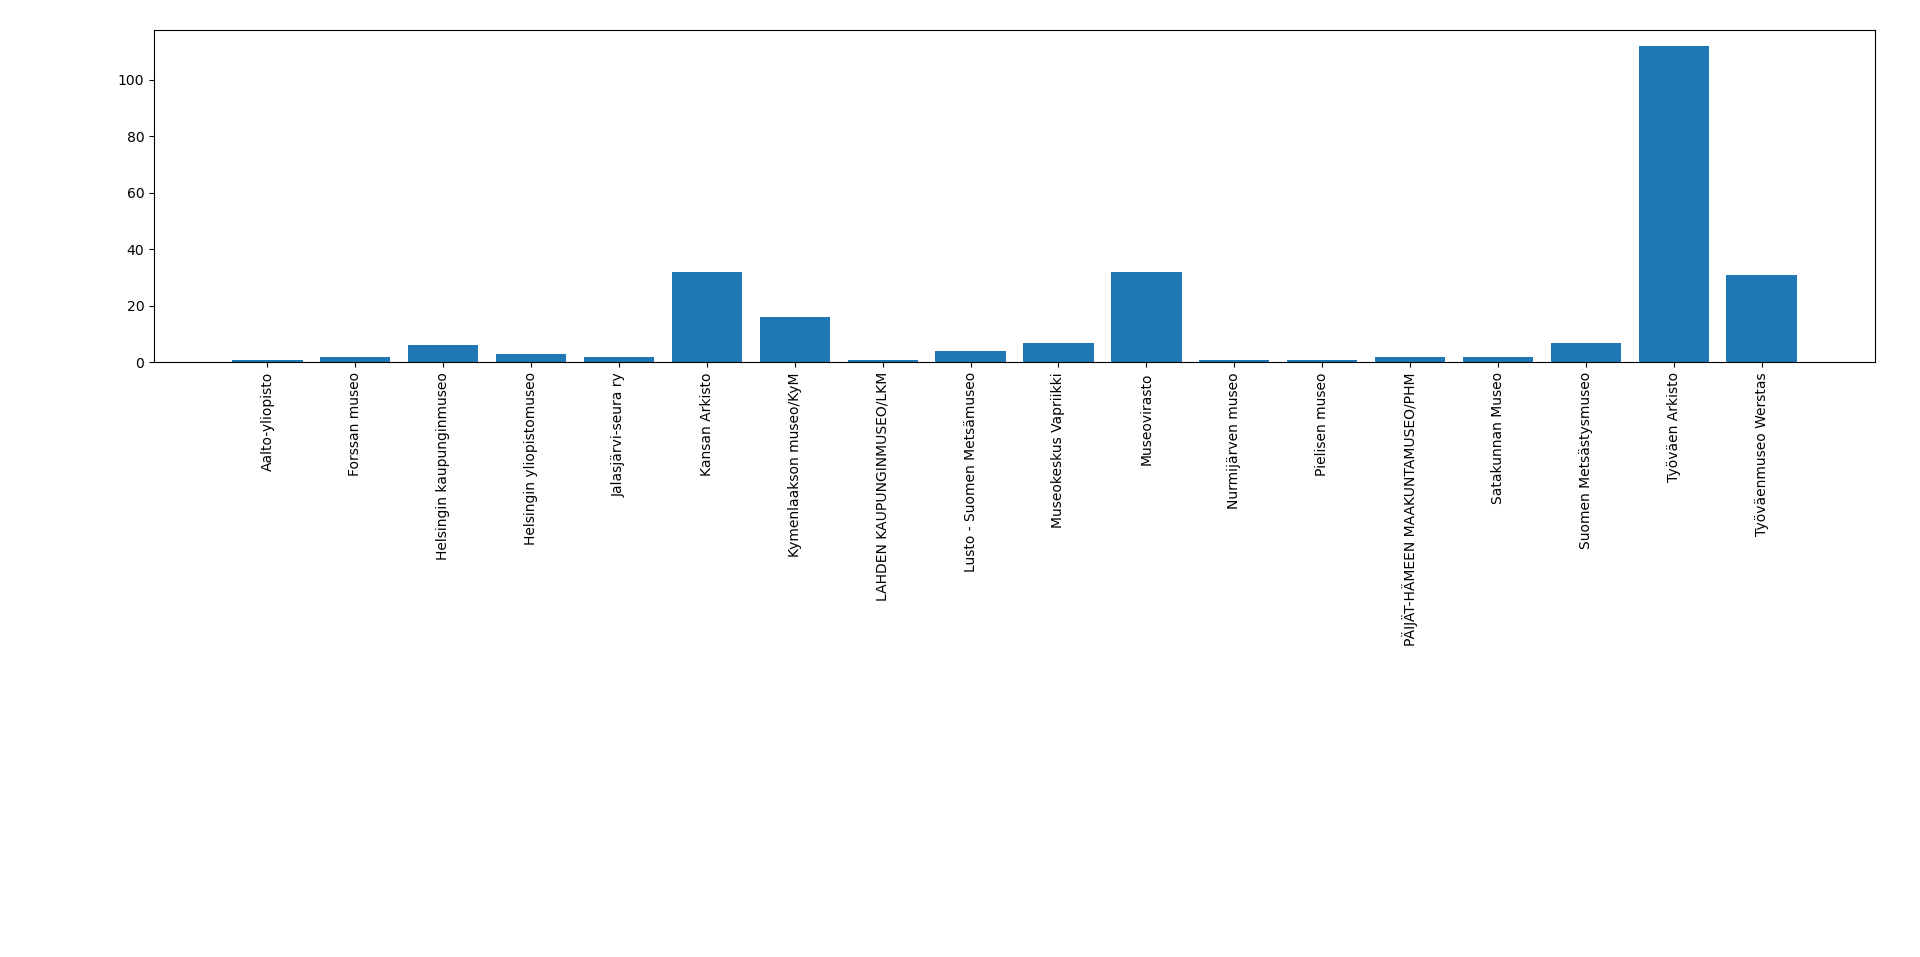 100
80
60
40
20
0
Aalto-yliopisto
Forssan museo
Helsingin kaupunginmuseo
Helsingin yliopistomuseo
Jalasjärvi-seura ry
Kansan Arkisto
Kymenlaakson museo/KyM
LAHDEN KAUPUNGINMUSEO/LKM
Lusto - Suomen Metsämuseo
Museokeskus Vapriikki
Museovirasto
Nurmijärven museo
Pielisen museo
PÄIJÄT-HÄMEEN MAAKUNTAMUSEO/PHM
Satakunnan Museo
Suomen Metsästysmuseo
Työväen Arkisto
Työväenmuseo Werstas